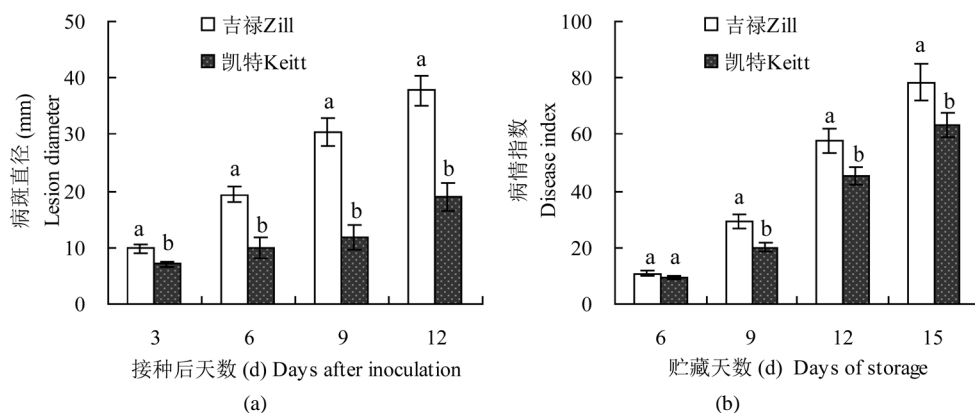 吉禄Zill
凯特Keitt
病斑直径 (mm)
Lesion diameter
50
40
30
20
10
0
a
b
a
b
a
b
a
b
3
6
9
12
接种后天数 (d) Days after inoculation
(a)
吉禄Zill
凯特Keitt
病情指数
Disease index
100
80
60
40
20
0
a
a
a
b
a
b
a
b
6
9
12
15
贮藏天数 (d) Days of storage
(b)